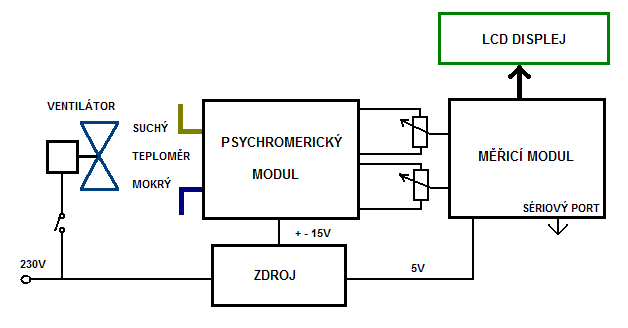 LCD DISPLEJ
VENTILÁTOR
SUCHÝ
TEPLOMĚR
MOKRÝ
PSYCHROMERICKÝ
MODUL
MĚŘICÍ MODUL
SÉRIOVÝ PORT
+ - 15V
230V
ZDROJ
5V